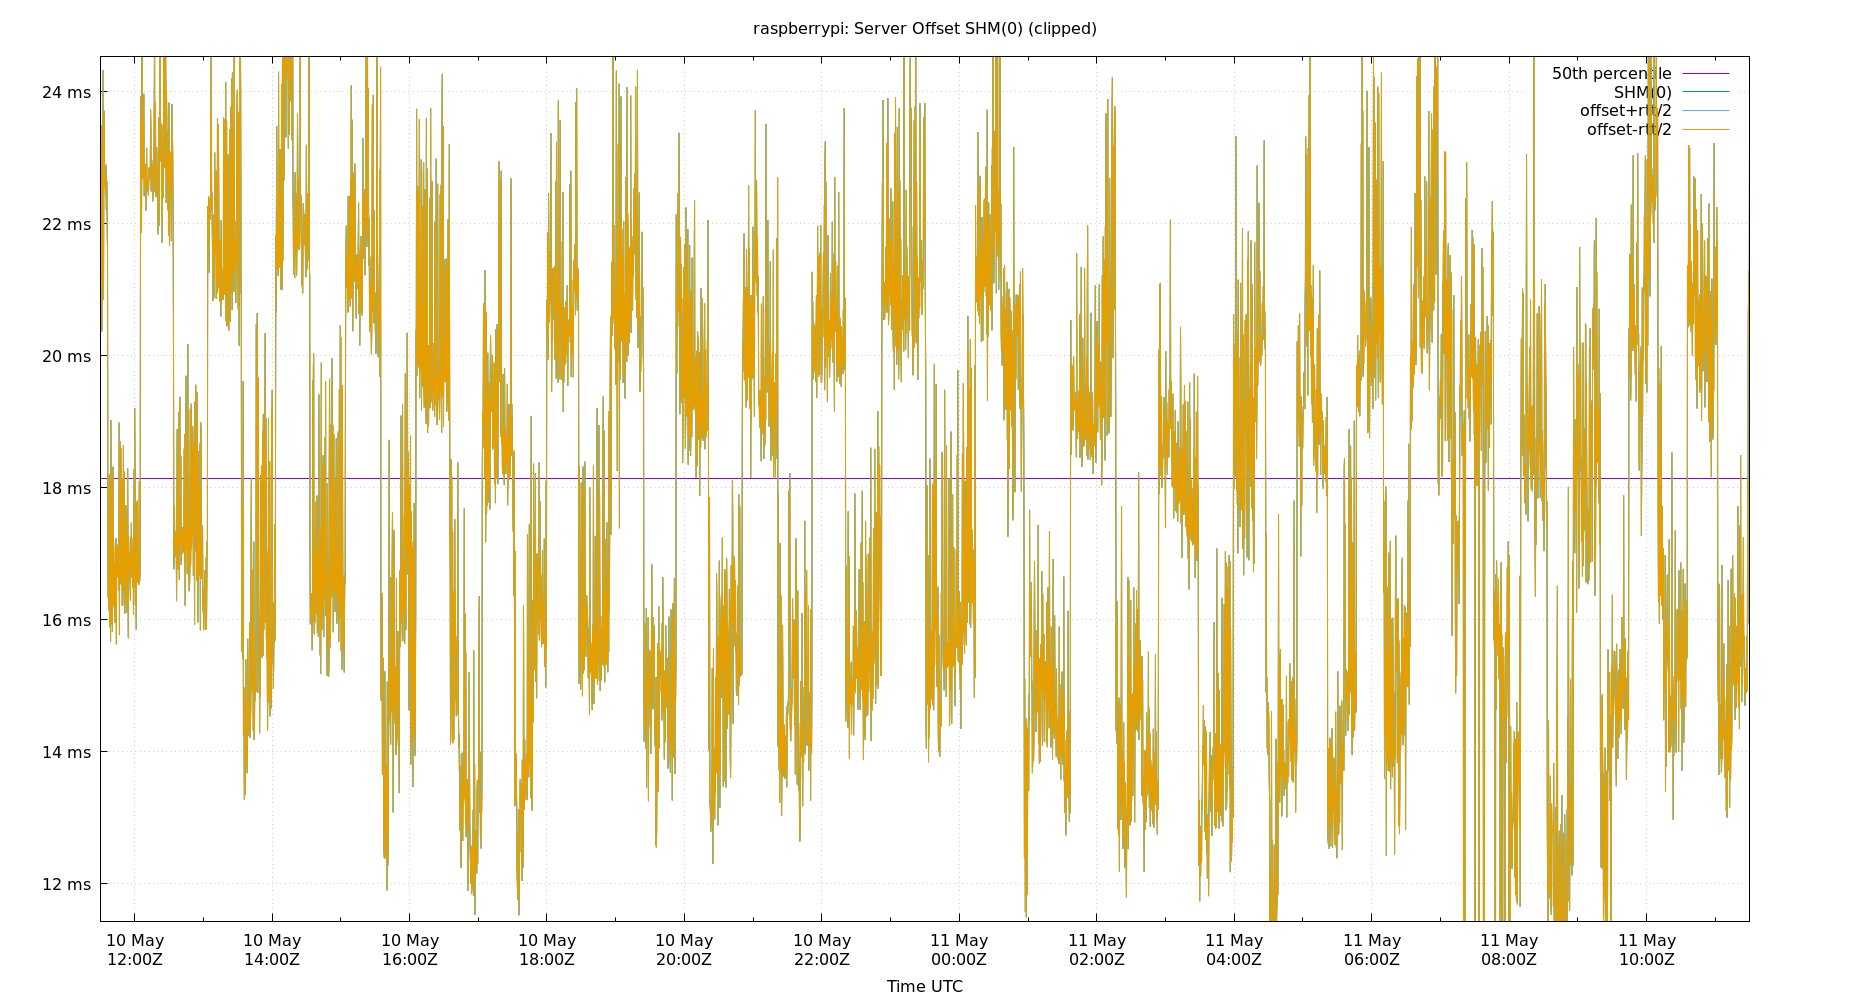 raspberrypi: Server Offset SHM(0) (clipped)
50th percentile
SHM(0)
offset+rtt/2
offset-rtt/2
24 ms
22 ms
20 ms
18 ms
16 ms
14 ms
12 ms
10 May 10 May 10 May 10 May 10 May 10 May 11 May 11 May 11 May 11 May 11 May 11 May
12:00Z 14:00Z 16:00Z 18:00Z 20:00Z 22:00Z 00:00Z 02:00Z 04:00Z 06:00Z 08:00Z 10:00Z
Time UTC